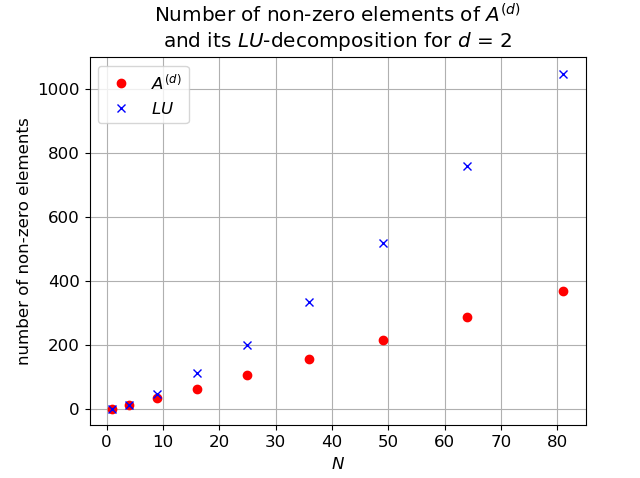 Number of non-zero elements of A^(d)
and its LU-decomposition for d = 2
A^(d)
LU
number of non-zero elements
1000
800
600
400
200
0
0 10 20 30 40 50 60 70 80
N